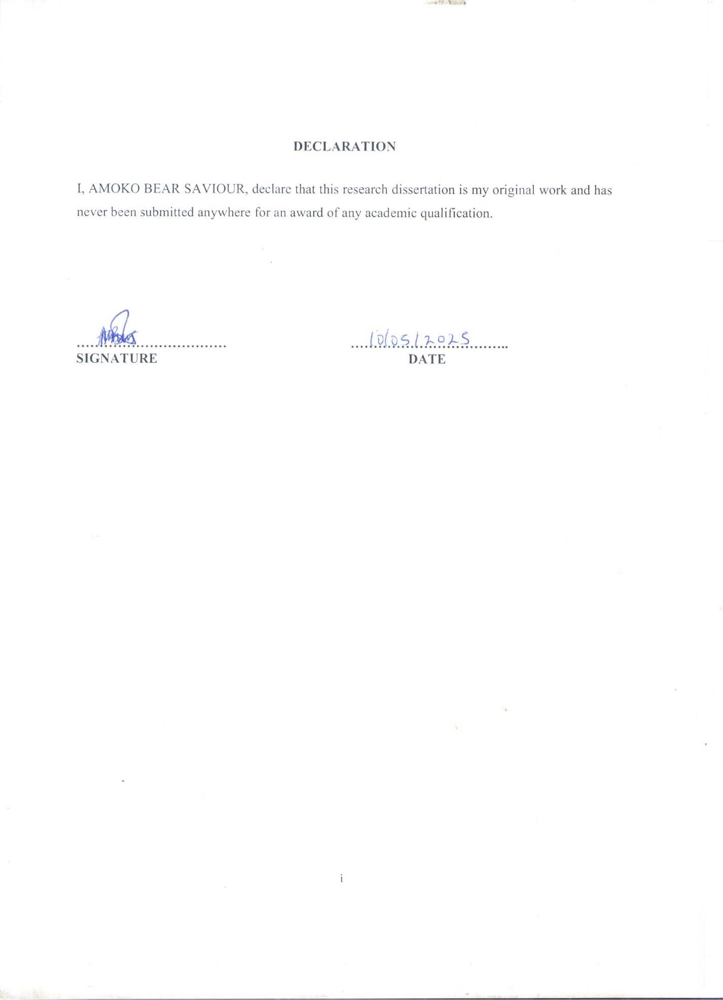 DECLARATION
I, AMOKO BEAR SAVIOUR, declare that this research dissertation is my original work and has
never been submitted anywhere for an award of any academic qualification.
10/05/2025
SIGNATURE DATE
i